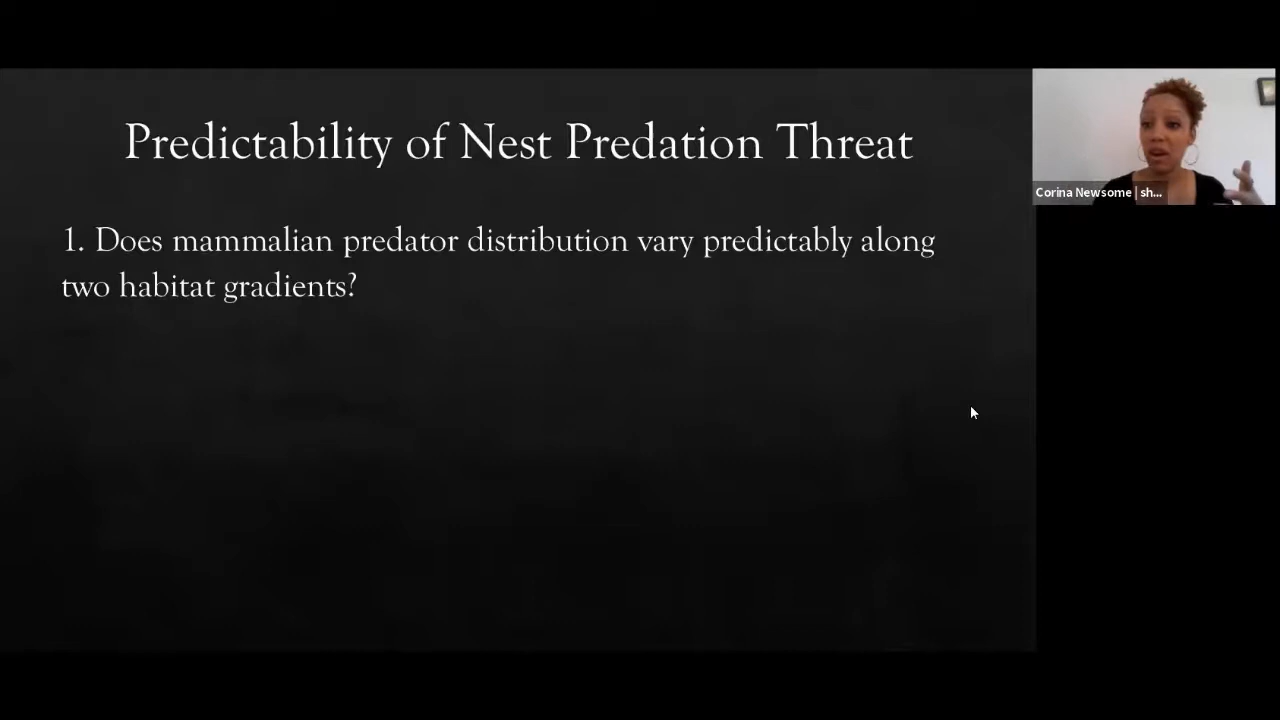 Predictability of Nest Predation Threat
1. Does mammalian predator distribution vary predictably along
two habitat gradients?
Corina Newsome | sh...